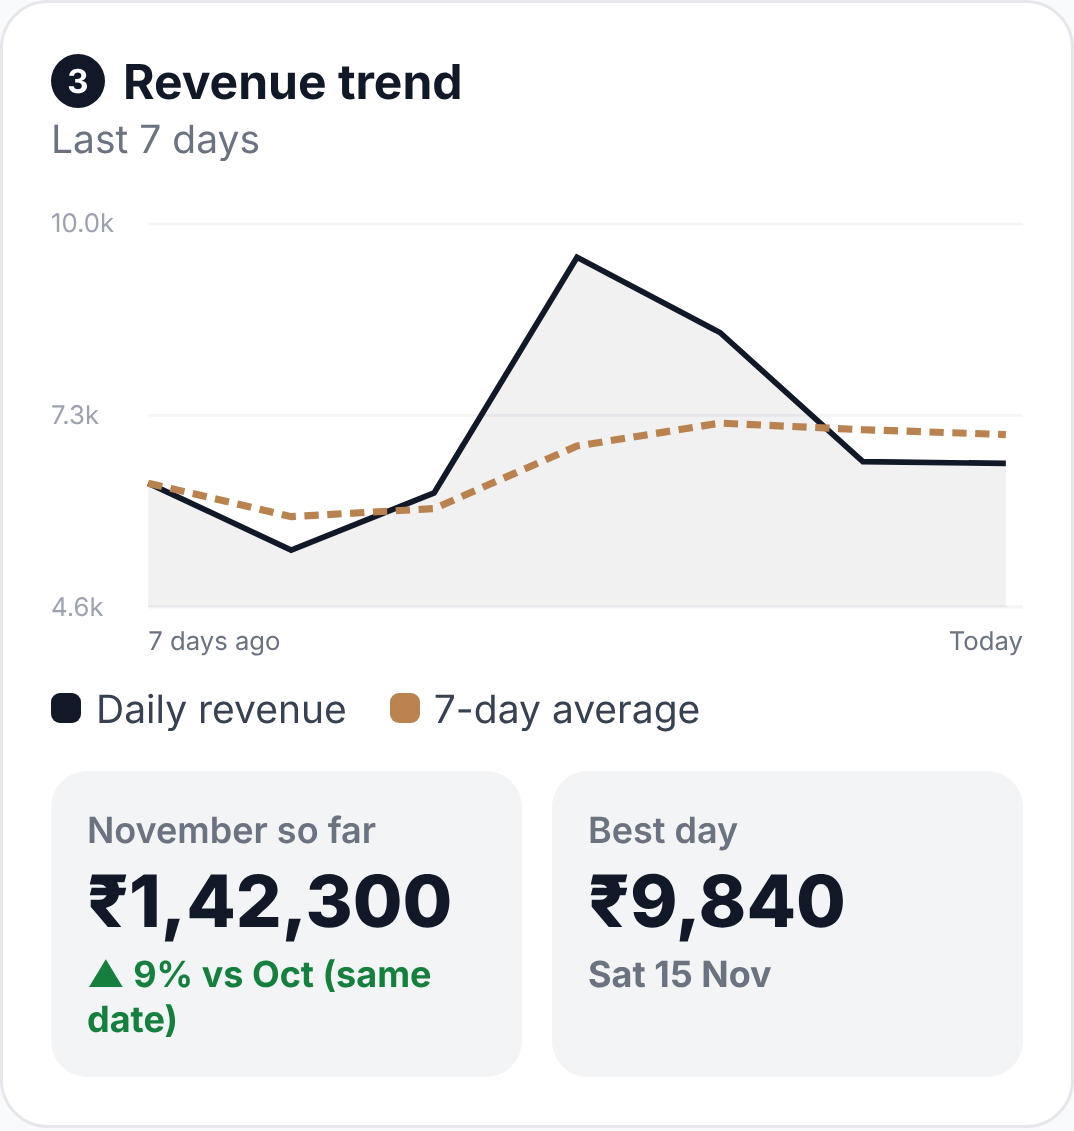 3 Revenue trend
Last 7 days
10.0k
7.3k
4.6k
7 days ago Today
Daily revenue 7-day average
November so far
₹1,42,300
▲ 9% vs Oct (same
date)
Best day
₹9,840
Sat 15 Nov